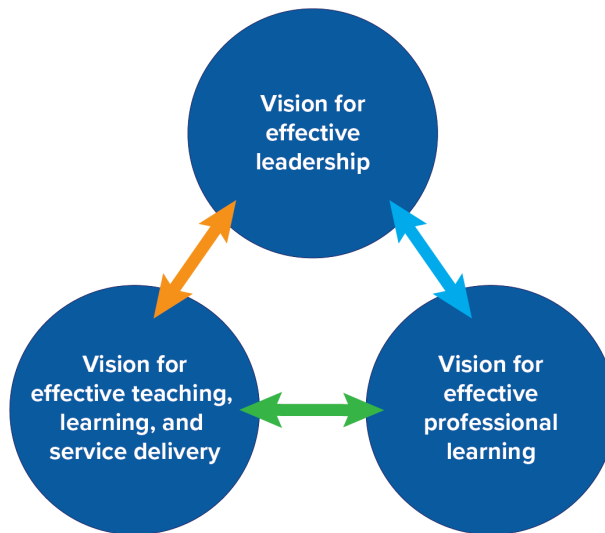 Vision for
effective
leadership
Vision for
effective teaching,
learning, and
service delivery
Vision for
effective
professional
learning